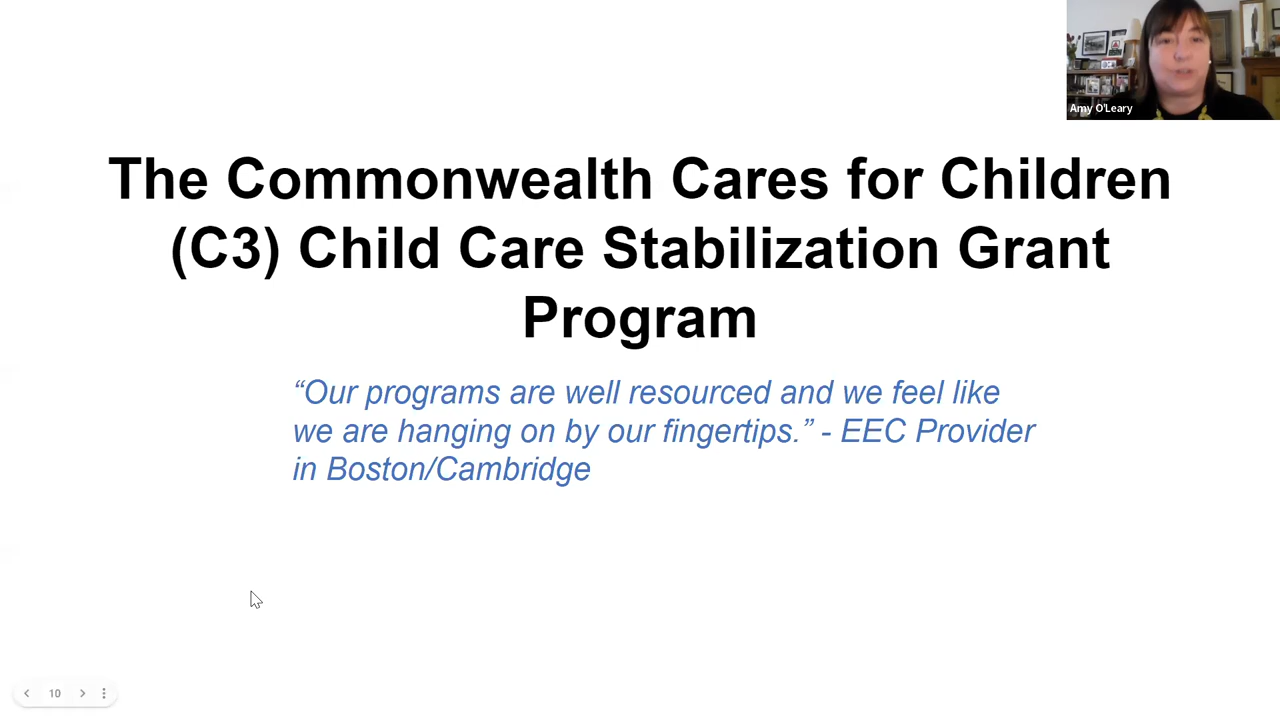 Amy O'Leary
The Commonwealth Cares for Children
(C3) Child Care Stabilization Grant
Program
“Our programs are well resourced and we feel like
we are hanging on by our fingertips.” - EEC Provider
in Boston/Cambridge
10